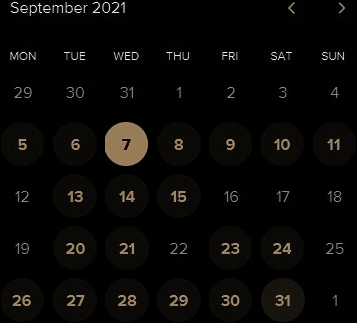 September 2021
MON TUE WED THU FRI SAT SUN
29 30 31 1 2 3 4
5 6 7 8 9 10 11
12 13 14 15 16 17 18
19 20 21 22 23 24 25
26 27 28 29 30 31 1